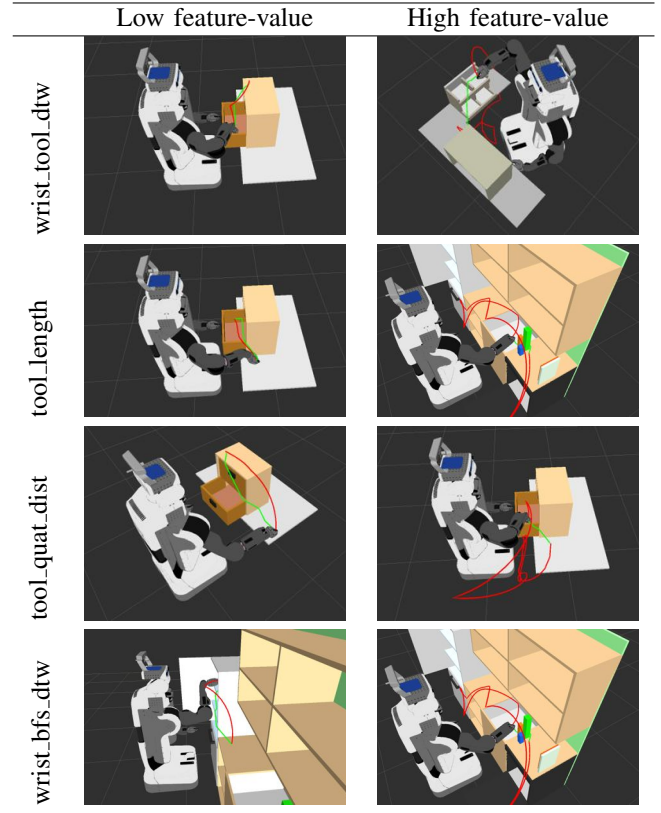 Low feature-value High feature-value
wrist_tool_dtw
tool_length
tool_quat_dist
wrist_bfs_dtw